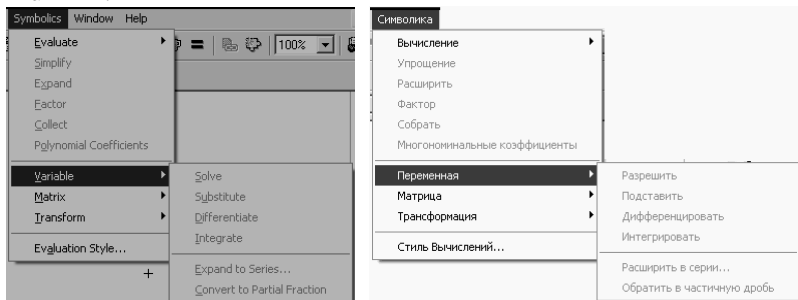 Symbolics Window Help
Evaluate
100%
Simplify
Expand
Factor
Collect
Polynomial Coefficients
Variable
Matrix
Transform
Evaluation Style...
Solve
Substitute
Differentiate
Integrate
Expand to Series...
Convert to Partial Fraction
Символика
Вычисление
Упрощение
Расширить
Фактор
Собрать
Многономинальные коэффициенты
Переменная
Матрица
Трансформация
Стиль Вычислений...
Разрешить
Подставить
Дифференцировать
Интегрировать
Расширить в серии...
Обратить в частичную дробь